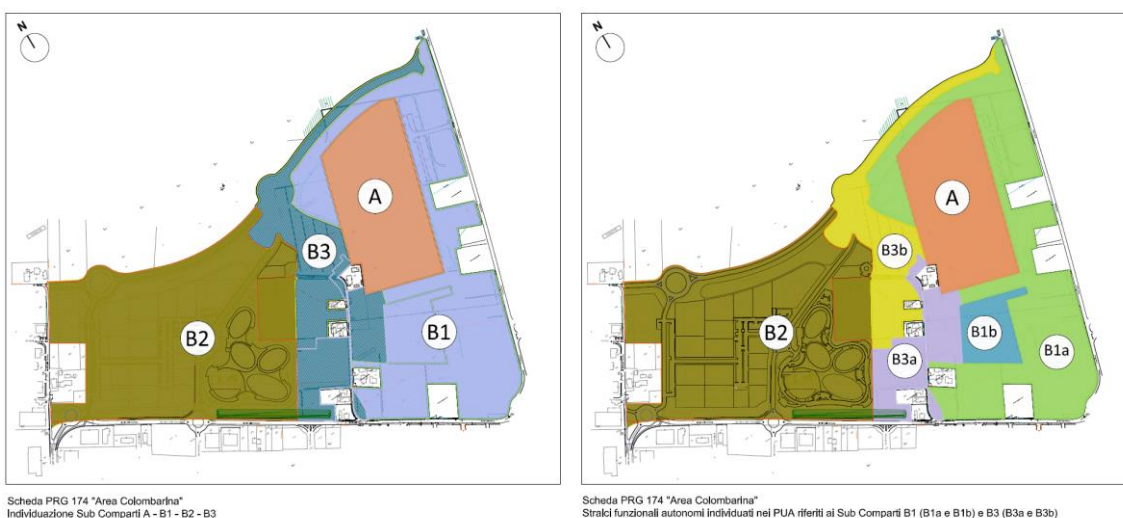 N
A
B3
B2
B1
Scheda PRG 174 "Area Colombarina"
Individuazione Sub Comparti A - B1 - B2 - B3
N
A
B3b
B2
B1b
B3a
B1a
Scheda PRG 174 "Area Colombarina"
Stralci funzionali autonomi individuati nei PUA riferiti ai Sub Comparti B1 (B1a e B1b) e B3 (B3a e B3b)